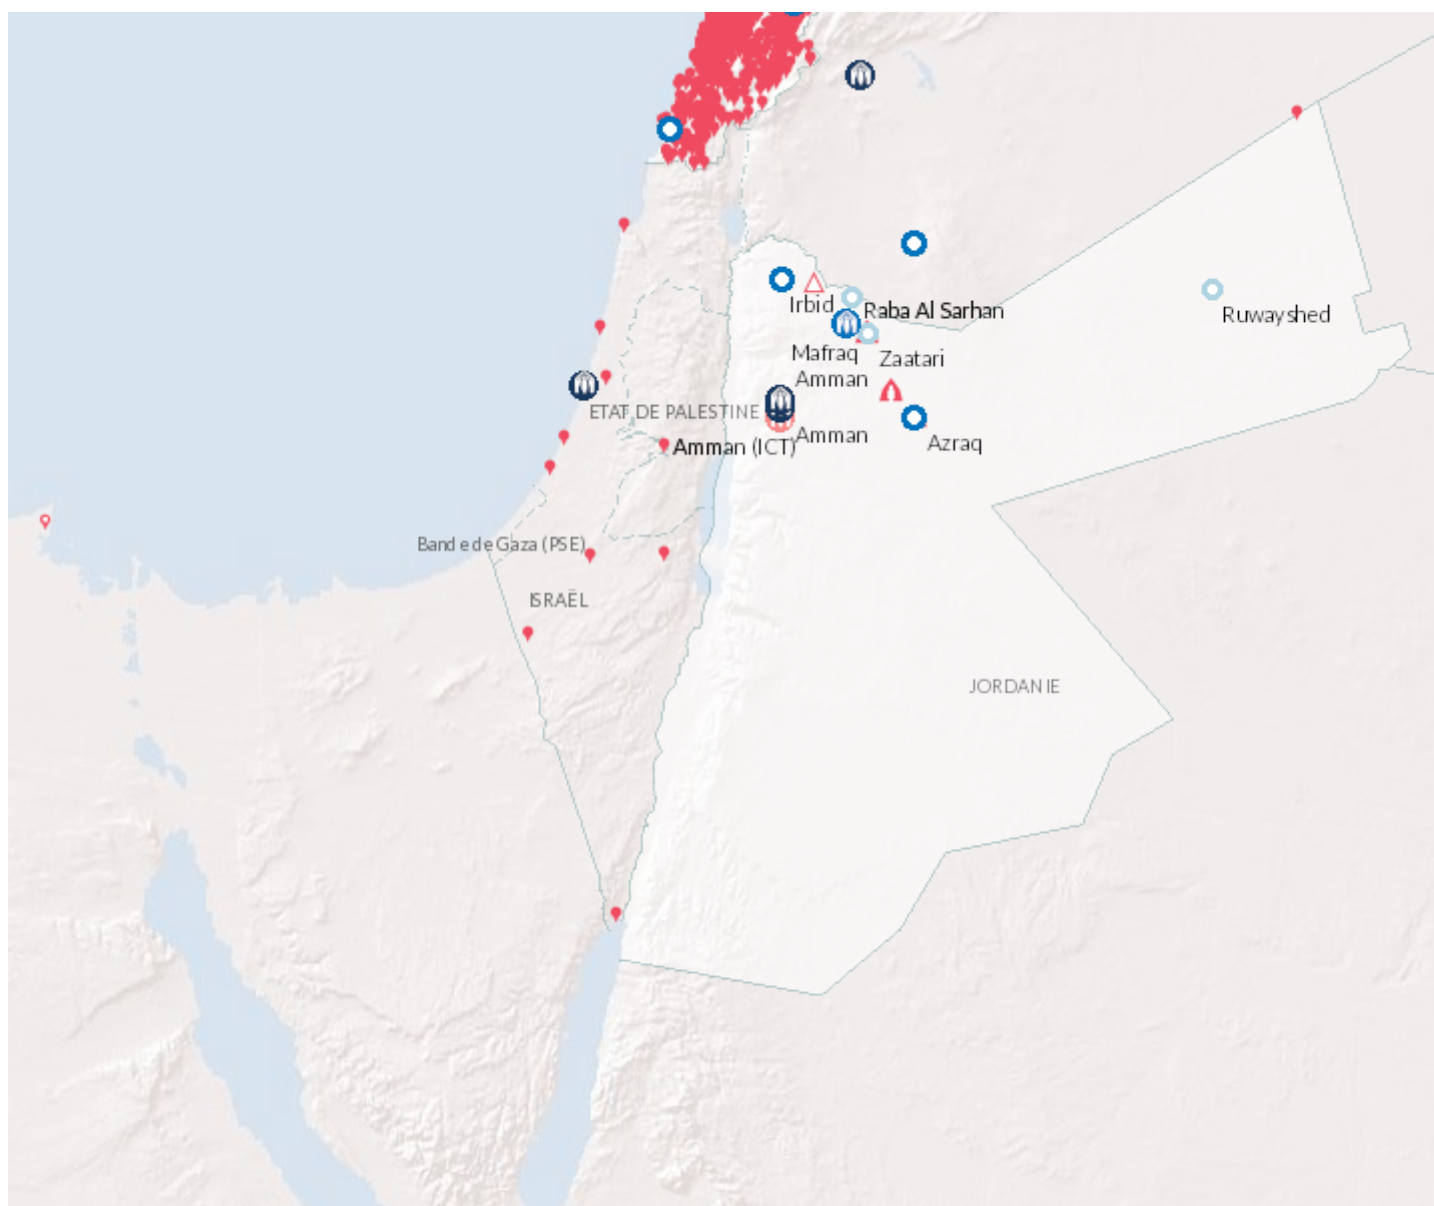 Irbid
Raba Al Sarhan
Ruwayshed
Mafraq
Zaatari
Amman
ETAT DE PALESTINE
Amman
Amman (ICT)
Azraq
Bande de Gaza (PSE)
ISRAËL
JORDANIE